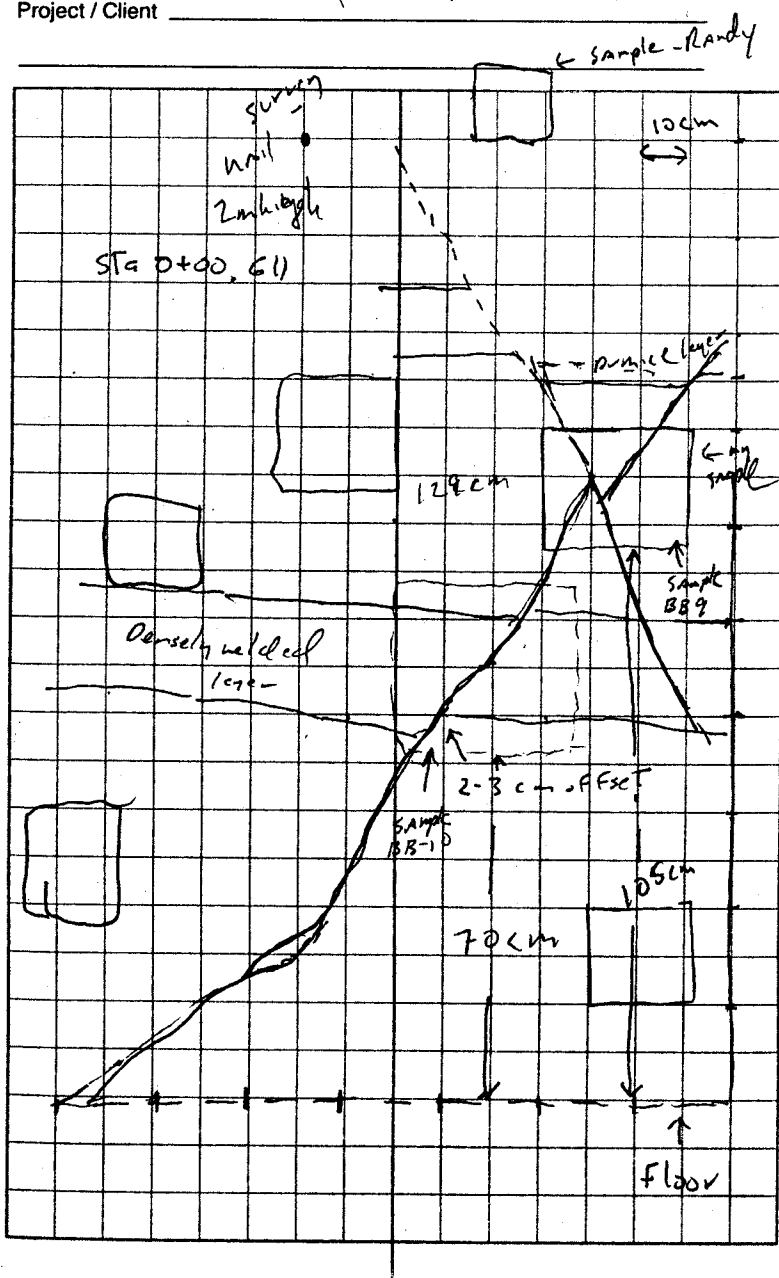 Project / Client
← Sample - Randy
10cm
survey
nail
2m high
STa 0+00, 61)
pumice layer
← my
129cm
Sample
BB9
Densely welded
layer
2-3 cm offset
Sample
BB-10
105cm
70cm
Floor